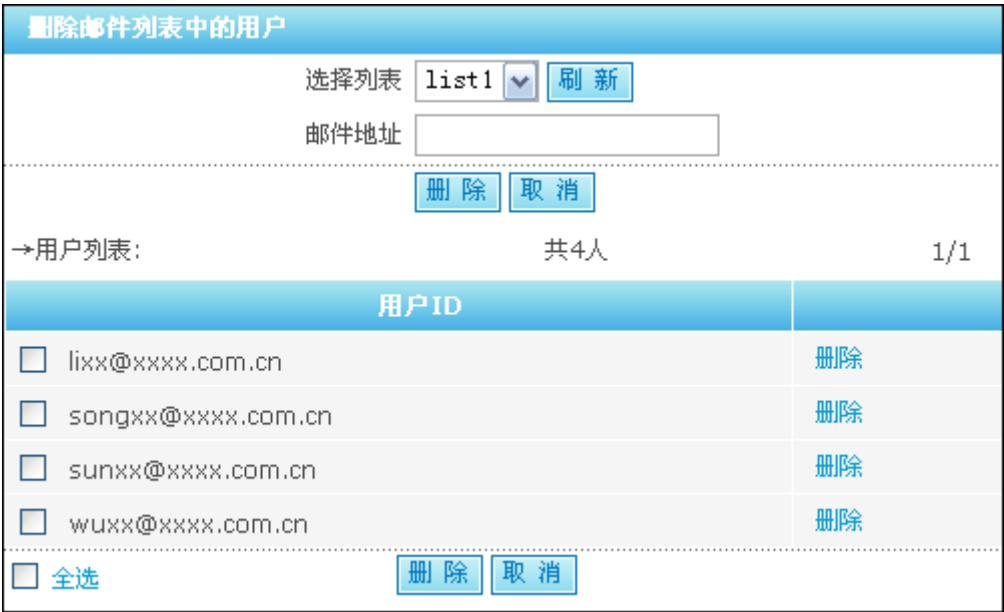 删除邮件列表中的用户
选择列表 list1 刷 新
邮件地址
删 除 取 消
→用户列表: 共4人 1/1
用户ID
lixx@xxxx.com.cn 删除
songxx@xxxx.com.cn 删除
sunxx@xxxx.com.cn 删除
wuxx@xxxx.com.cn 删除
全选 删 除 取 消